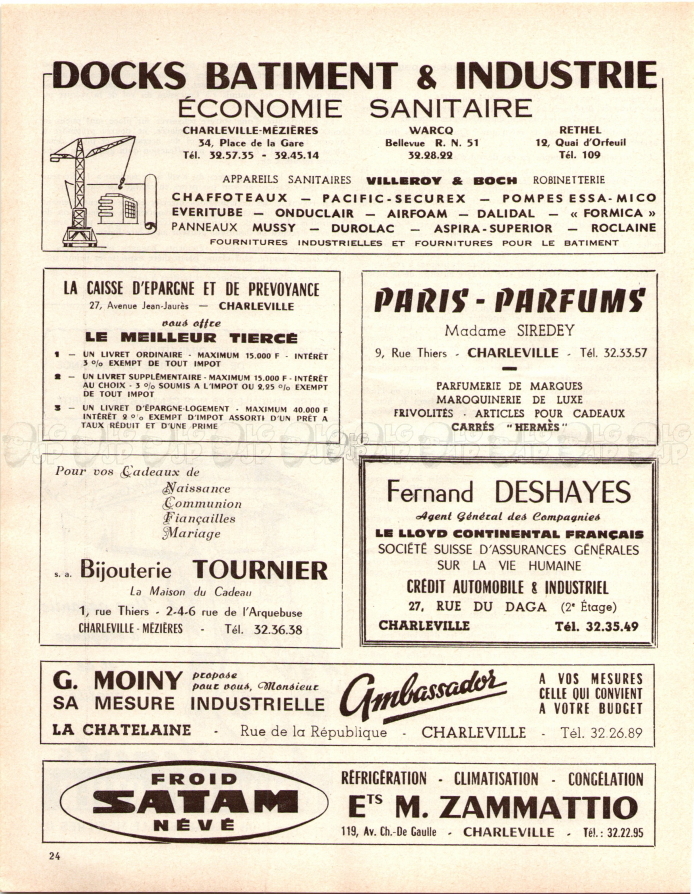 DOCKS BATIMENT & INDUSTRIE
ÉCONOMIE SANITAIRE
CHARLEVILLE-MÉZIÈRES
34, Place de la Gare
Tél. 32.57.35 - 32.45.14
WARCQ
Bellevue R. N. 51
32.28.22
RETHEL
12, Quai d'Orfeuil
Tél. 109
APPAREILS SANITAIRES VILLEROY & BOCH ROBINETTERIE
CHAFFOTEAUX — PACIFIC-SECUREX — POMPES ESSA-MICO
EVERITUBE — ONDUCLAIR — AIRFOAM — DALIDAL — « FORMICA »
PANNEAUX MUSSY — DUROLAC — ASPIRA-SUPERIOR — ROCLAINE
FOURNITURES INDUSTRIELLES ET FOURNITURES POUR LE BATIMENT
LA CAISSE D'EPARGNE ET DE PREVOYANCE
27, Avenue Jean-Jaurès — CHARLEVILLE
vous offre
LE MEILLEUR TIERCÉ
1 — UN LIVRET ORDINAIRE - MAXIMUM 15.000 F - INTÉRÊT
3 % EXEMPT DE TOUT IMPOT
2 — UN LIVRET SUPPLÉMENTAIRE - MAXIMUM 15.000 F - INTÉRÊT
AU CHOIX - 3 % SOUMIS A L'IMPOT OU 2,25 % EXEMPT
DE TOUT IMPOT
3 — UN LIVRET D'ÉPARGNE-LOGEMENT - MAXIMUM 40.000 F
INTÉRÊT 2 % EXEMPT D'IMPOT ASSORTI D'UN PRÊT A
TAUX RÉDUIT ET D'UNE PRIME
PARIS - PARFUMS
Madame SIREDEY
9, Rue Thiers - CHARLEVILLE - Tél. 32.33.57
PARFUMERIE DE MARQUES
MAROQUINERIE DE LUXE
FRIVOLITÉS - ARTICLES POUR CADEAUX
CARRÉS "HERMÈS"
Pour vos Cadeaux de
Naissance
Communion
Fiançailles
Mariage
s. a. Bijouterie TOURNIER
La Maison du Cadeau
1, rue Thiers - 2-4-6 rue de l'Arquebuse
CHARLEVILLE-MÉZIÈRES - Tél. 32.36.38
Fernand DESHAYES
Agent Général des Compagnies
LE LLOYD CONTINENTAL FRANÇAIS
SOCIÉTÉ SUISSE D'ASSURANCES GÉNÉRALES
SUR LA VIE HUMAINE
CRÉDIT AUTOMOBILE & INDUSTRIEL
27, RUE DU DAGA (2e Étage)
CHARLEVILLE Tél. 32.35.49
G. MOINY propose
pour vous, Monsieur
SA MESURE INDUSTRIELLE
Ambassador
A VOS MESURES
CELLE QUI CONVIENT
A VOTRE BUDGET
LA CHATELAINE - Rue de la République - CHARLEVILLE - Tél. 32 26.89
FROID
SATAM
NÉVÉ
RÉFRIGÉRATION - CLIMATISATION - CONGÉLATION
ETS M. ZAMMATTIO
119, Av. Ch.-De Gaulle - CHARLEVILLE - Tél.: 32.22.95
24